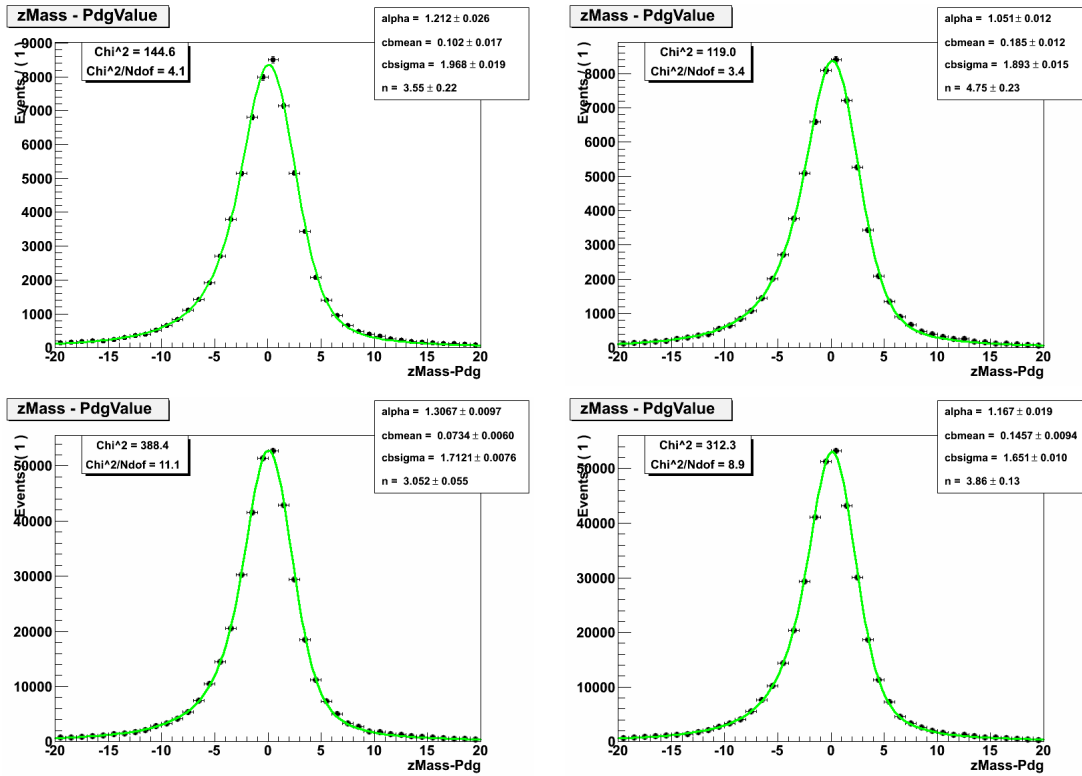 zMass - PdgValue
alpha = 1.212 ± 0.026
cbmean = 0.102 ± 0.017
cbsigma = 1.968 ± 0.019
n = 3.55 ± 0.22
Chi^2 = 144.6
Chi^2/Ndof = 4.1
Events / ( 1 )
9000
8000
7000
6000
5000
4000
3000
2000
1000
0
-20 -15 -10 -5 0 5 10 15 20
zMass-Pdg
zMass - PdgValue
alpha = 1.051 ± 0.012
cbmean = 0.185 ± 0.012
cbsigma = 1.893 ± 0.015
n = 4.75 ± 0.23
Chi^2 = 119.0
Chi^2/Ndof = 3.4
Events / ( 1 )
8000
7000
6000
5000
4000
3000
2000
1000
0
-20 -15 -10 -5 0 5 10 15 20
zMass-Pdg
zMass - PdgValue
alpha = 1.3067 ± 0.0097
cbmean = 0.0734 ± 0.0060
cbsigma = 1.7121 ± 0.0076
n = 3.052 ± 0.055
Chi^2 = 388.4
Chi^2/Ndof = 11.1
Events / ( 1 )
50000
40000
30000
20000
10000
0
-20 -15 -10 -5 0 5 10 15 20
zMass-Pdg
zMass - PdgValue
alpha = 1.167 ± 0.019
cbmean = 0.1457 ± 0.0094
cbsigma = 1.651 ± 0.010
n = 3.86 ± 0.13
Chi^2 = 312.3
Chi^2/Ndof = 8.9
Events / ( 1 )
50000
40000
30000
20000
10000
0
-20 -15 -10 -5 0 5 10 15 20
zMass-Pdg